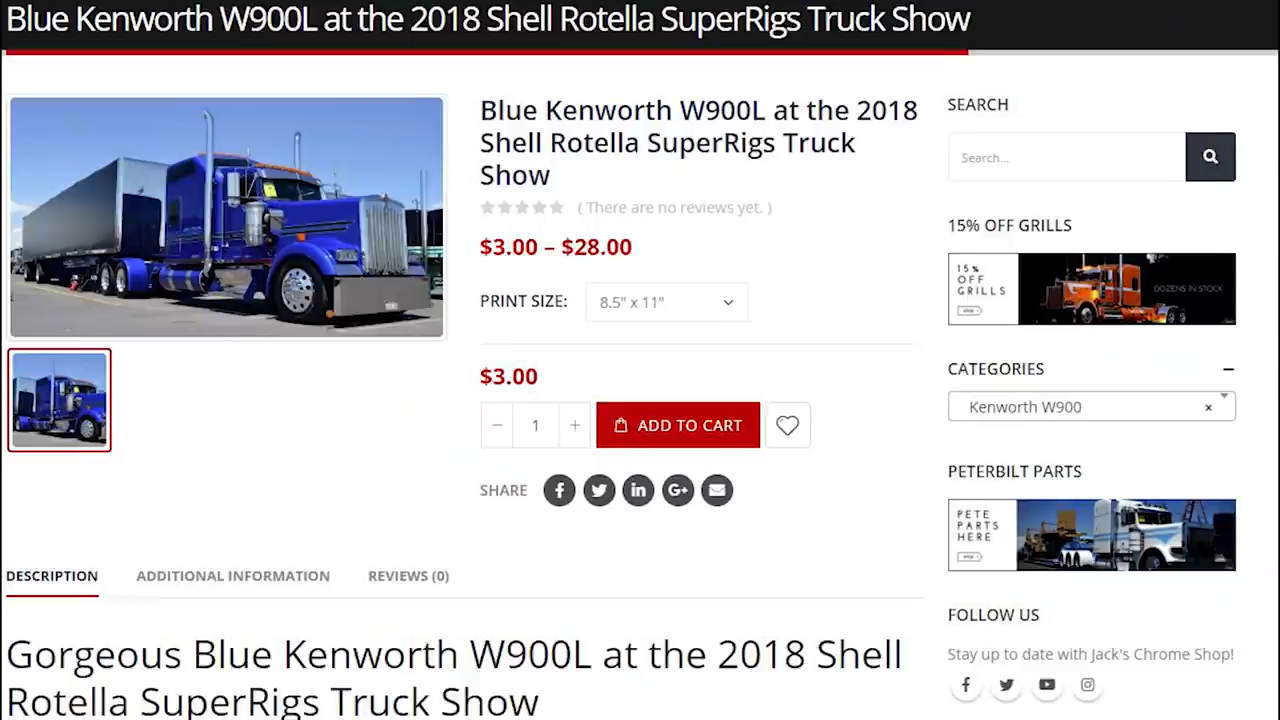 Blue Kenworth W900L at the 2018 Shell Rotella SuperRigs Truck Show
Blue Kenworth W900L at the 2018
Shell Rotella SuperRigs Truck
Show
( There are no reviews yet. )
$3.00 – $28.00
PRINT SIZE:
8.5" x 11"
$3.00
− 1 +
ADD TO CART
SHARE
DESCRIPTION
ADDITIONAL INFORMATION
REVIEWS (0)
Gorgeous Blue Kenworth W900L at the 2018 Shell
Rotella SuperRigs Truck Show
SEARCH
Search...
15% OFF GRILLS
15%
OFF
GRILLS
DOZENS IN STOCK
CATEGORIES
Kenworth W900 ×
PETERBILT PARTS
PETE
PARTS
HERE
FOLLOW US
Stay up to date with Jack's Chrome Shop!